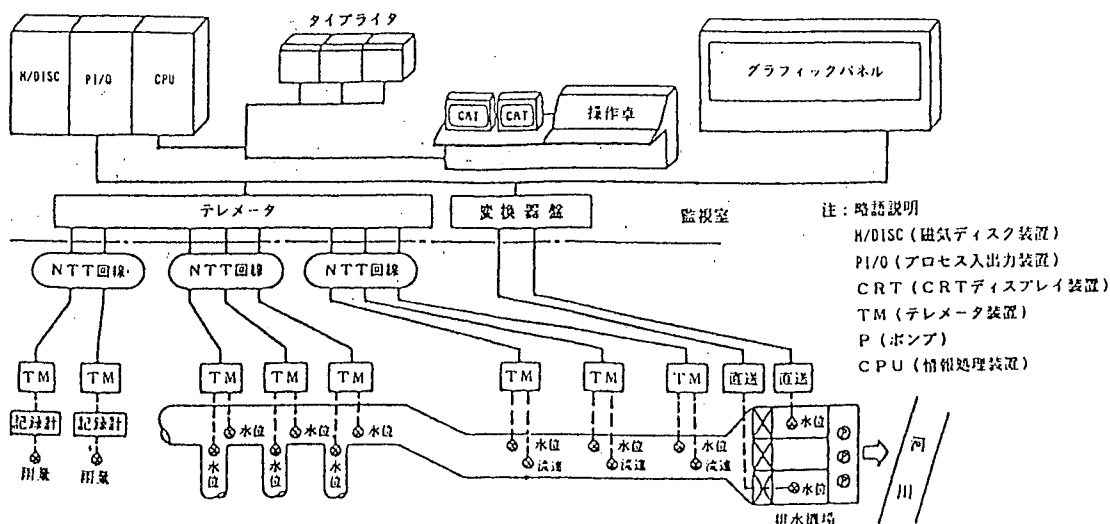 タイプライタ
H/DISC
PI/O
CPU
CRT
CRT
操作卓
グラフィックパネル
テレメータ
変換器盤
監視室
NTT回線
NTT回線
NTT回線
注：略語説明
H/DISC（磁気ディスク装置）
PI/O（プロセス入出力装置）
CRT（CRTディスプレイ装置）
TM（テレメータ装置）
P（ポンプ）
CPU（情報処理装置）
TM
TM
TM
TM
TM
TM
TM
TM
直送
直送
記録計
記録計
雨量
雨量
水位
水位
水位
水位
水位
水位
水位
流速
水位
流速
水位
流速
水位
水位
P
P
P
排水機場
河
川